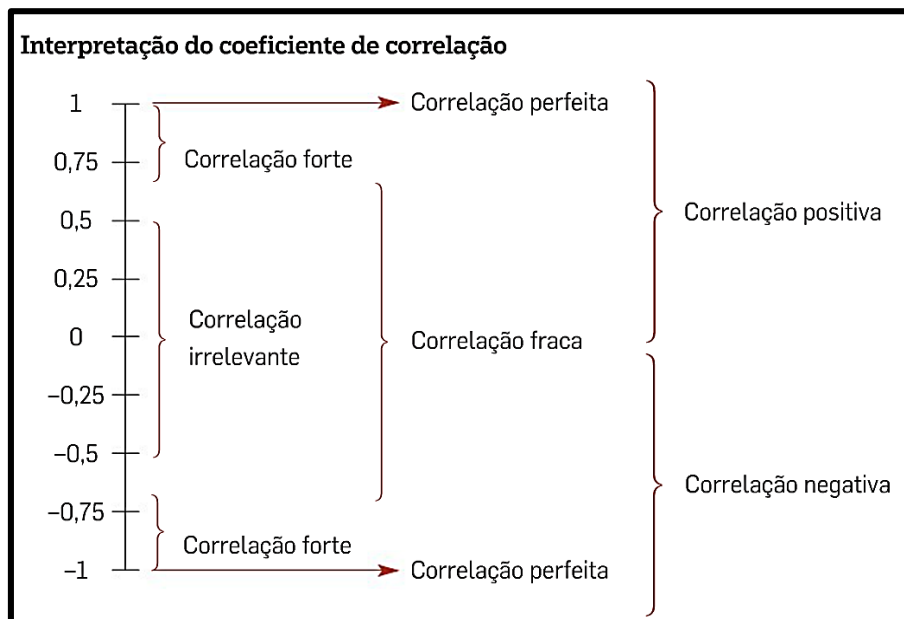 Interpretação do coeficiente de correlação
1
Correlação perfeita
0,75
Correlação forte
0,5
Correlação positiva
0,25
0
Correlação
irrelevante
Correlação fraca
–0,25
–0,5
Correlação negativa
–0,75
Correlação forte
–1
Correlação perfeita